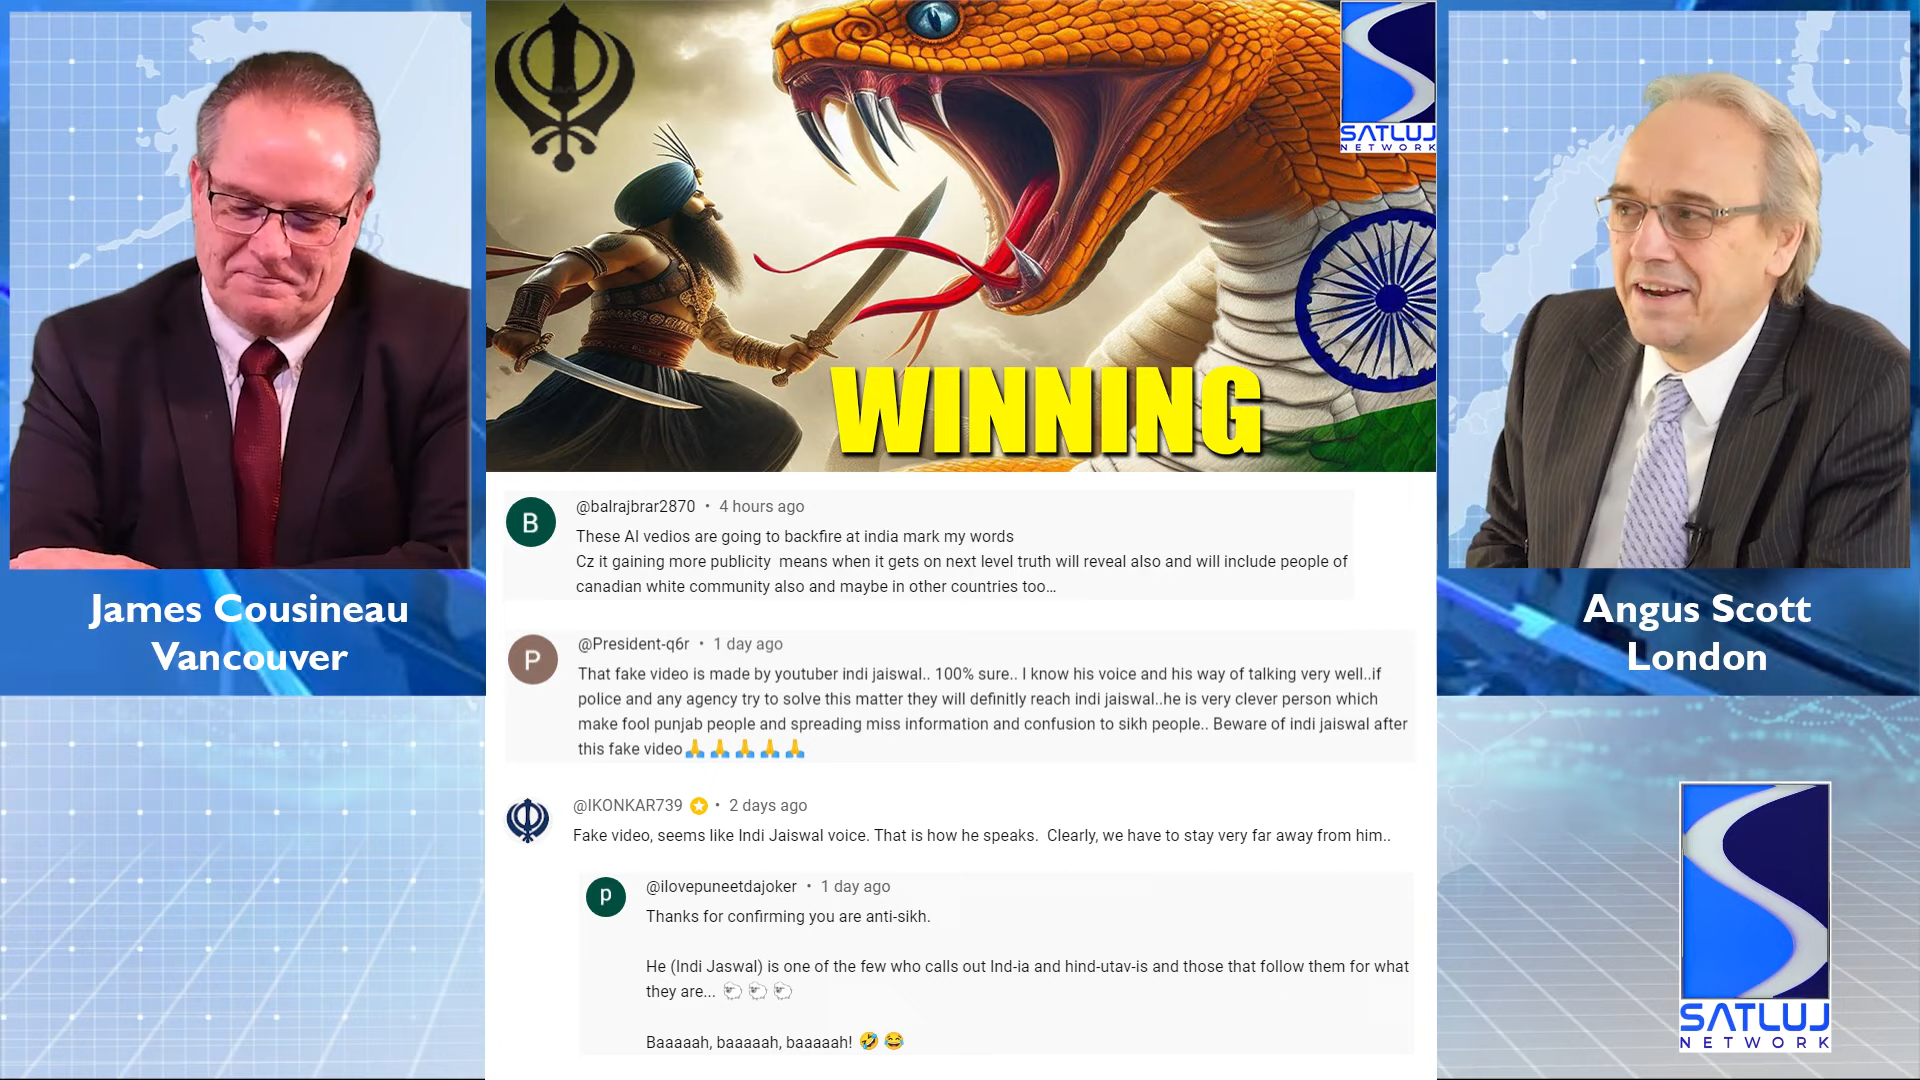 James Cousineau
Vancouver
SATLUJ
NETWORK
WINNING
@balrajbrar2870 • 4 hours ago
These AI vedios are going to backfire at india mark my words
Cz it gaining more publicity means when it gets on next level truth will reveal also and will include people of
canadian white community also and maybe in other countries too...
@President-q6r • 1 day ago
That fake video is made by youtuber indi jaiswal.. 100% sure.. I know his voice and his way of talking very well..if
police and any agency try to solve this matter they will definitly reach indi jaiswal..he is very clever person which
make fool punjab people and spreading miss information and confusion to sikh people.. Beware of indi jaiswal after
this fake video🙏🙏🙏🙏🙏
@IKONKAR739 • 2 days ago
Fake video, seems like Indi Jaiswal voice. That is how he speaks. Clearly, we have to stay very far away from him..
@ilovepuneetdajoker • 1 day ago
Thanks for confirming you are anti-sikh.
He (Indi Jaswal) is one of the few who calls out Ind-ia and hind-utav-is and those that follow them for what
they are... 🐑🐑🐑
Baaaaah, baaaaah, baaaaah! 🤣😂
B
P
p
Angus Scott
London
SATLUJ
NETWORK